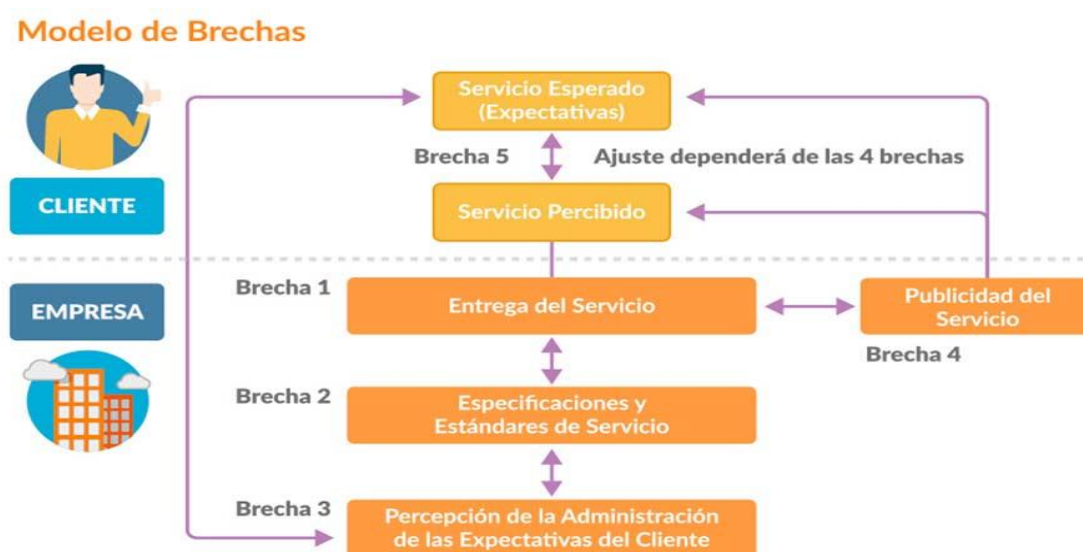 Modelo de Brechas
Servicio Esperado
(Expectativas)
Brecha 5
Ajuste dependerá de las 4 brechas
CLIENTE
Servicio Percibido
Brecha 1
EMPRESA
Entrega del Servicio
Publicidad del
Servicio
Brecha 4
Brecha 2
Especificaciones y
Estándares de Servicio
Brecha 3
Percepción de la Administración
de las Expectativas del Cliente